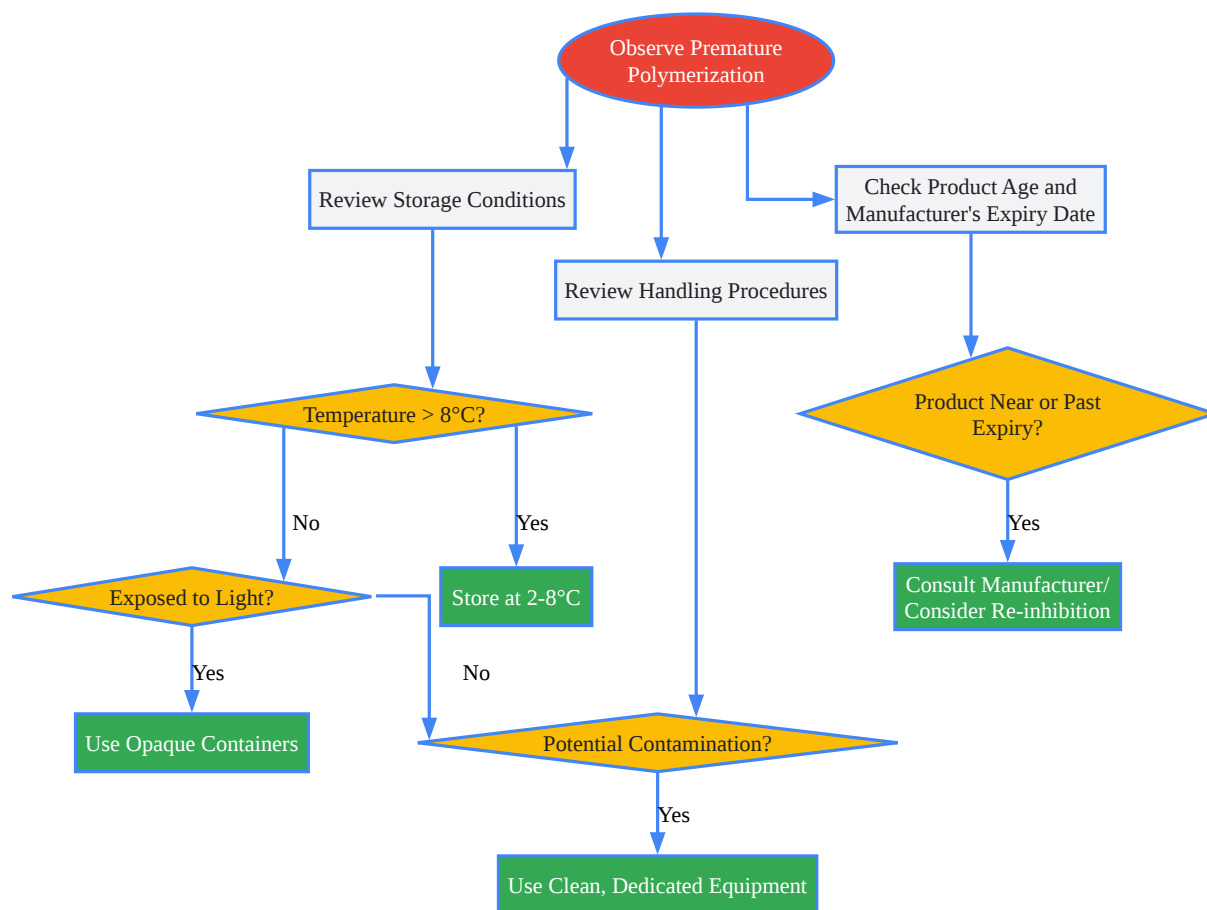 Observe Premature
Polymerization
Review Storage Conditions
Check Product Age and
Manufacturer's Expiry Date
Review Handling Procedures
Temperature > 8°C?
Product Near or Past
Expiry?
No
Yes
Yes
Exposed to Light?
Store at 2-8°C
Consult Manufacturer/
Consider Re-inhibition
Yes
No
Use Opaque Containers
Potential Contamination?
Yes
Use Clean, Dedicated Equipment